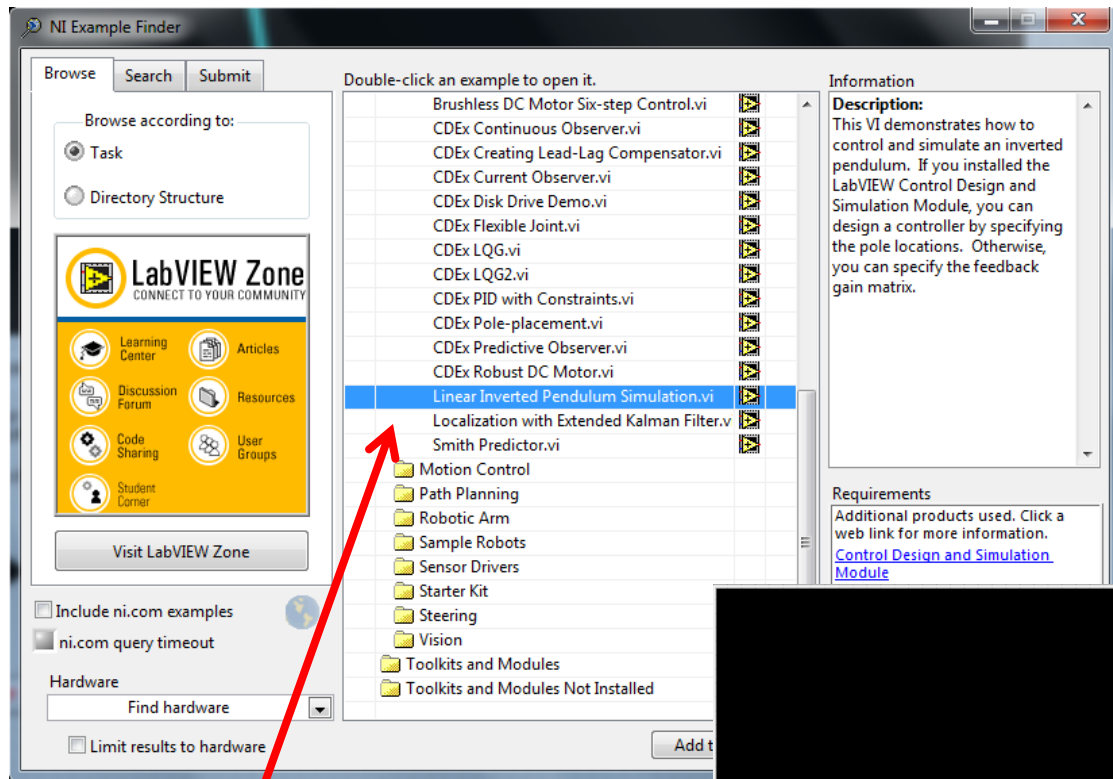 NI Example Finder
Browse
Search
Submit
Browse according to:
Task
Directory Structure
LabVIEW Zone
CONNECT TO YOUR COMMUNITY
Learning
Center
Articles
Discussion
Forum
Resources
Code
Sharing
User
Groups
Student
Corner
Visit LabVIEW Zone
Include ni.com examples
ni.com query timeout
Hardware
Find hardware
Limit results to hardware
Double-click an example to open it.
Brushless DC Motor Six-step Control.vi
CDEx Continuous Observer.vi
CDEx Creating Lead-Lag Compensator.vi
CDEx Current Observer.vi
CDEx Disk Drive Demo.vi
CDEx Flexible Joint.vi
CDEx LQG.vi
CDEx LQG2.vi
CDEx PID with Constraints.vi
CDEx Pole-placement.vi
CDEx Predictive Observer.vi
CDEx Robust DC Motor.vi
Linear Inverted Pendulum Simulation.vi
Localization with Extended Kalman Filter.v
Smith Predictor.vi
Motion Control
Path Planning
Robotic Arm
Sample Robots
Sensor Drivers
Starter Kit
Steering
Vision
Toolkits and Modules
Toolkits and Modules Not Installed
Add t
Information
Description:
This VI demonstrates how to
control and simulate an inverted
pendulum. If you installed the
LabVIEW Control Design and
Simulation Module, you can
design a controller by specifying
the pole locations. Otherwise,
you can specify the feedback
gain matrix.
Requirements
Additional products used. Click a
web link for more information.
Control Design and Simulation
Module